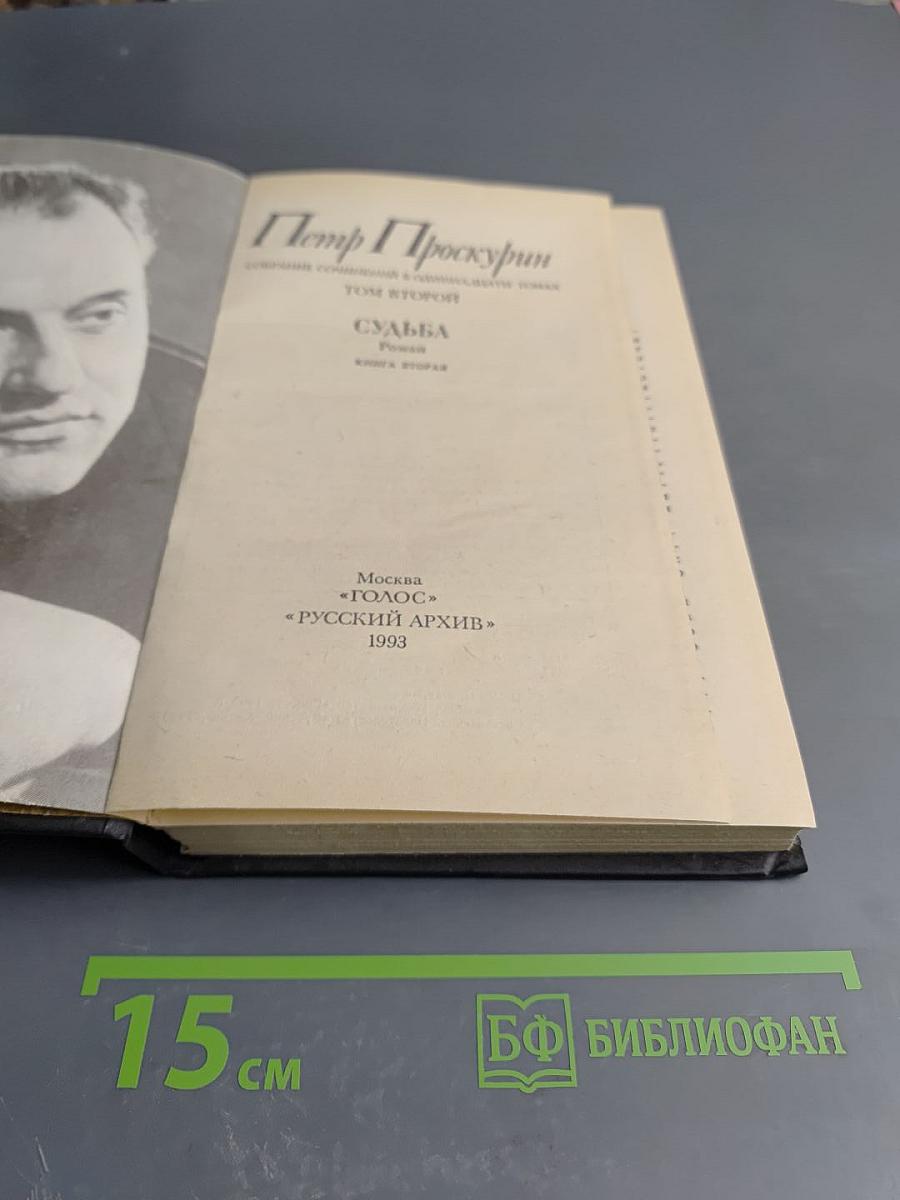 Петр Проскурин
СОБРАНИЕ СОЧИНЕНИЙ В ОДИННАДЦАТИ ТОМАХ
ТОМ ВТОРОЙ
СУДЬБА
Роман
КНИГА ВТОРАЯ
Москва
«ГОЛОС»
«РУССКИЙ АРХИВ»
1993
15 см
БФ БИБЛИОФАН